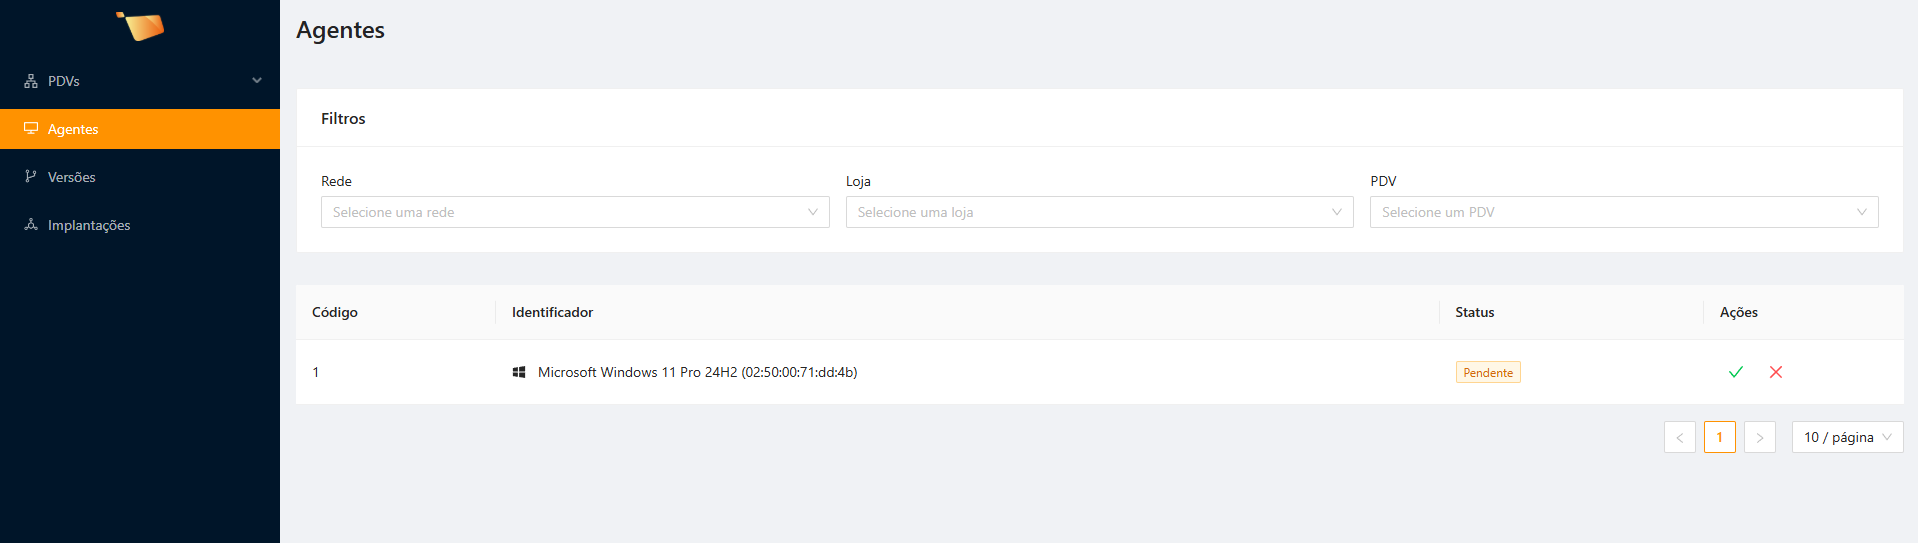 Agentes
PDVs
Agentes
Versões
Implantações
Filtros
Rede
Loja
PDV
Selecione uma rede
Selecione uma loja
Selecione um PDV
Código
Identificador
Status
Ações
1
Microsoft Windows 11 Pro 24H2 (02:50:00:71:dd:4b)
Pendente
1
10 / página